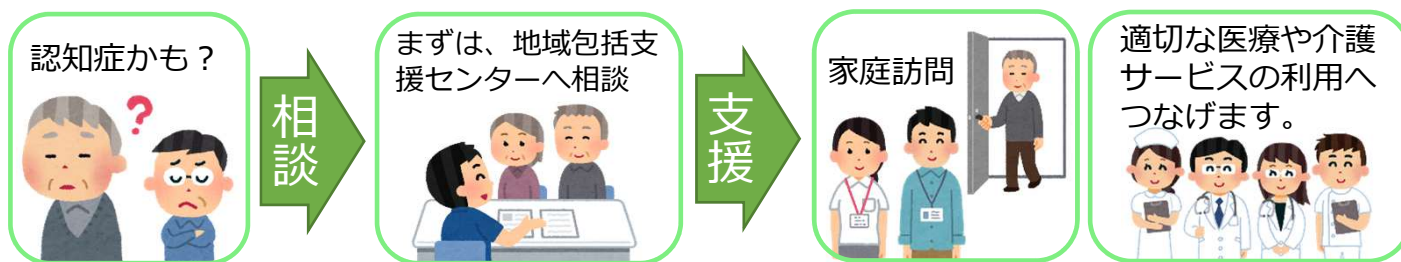 認知症かも？
相談
まずは、地域包括支
援センターへ相談
支援
家庭訪問
適切な医療や介護
サービスの利用へ
つなげます。